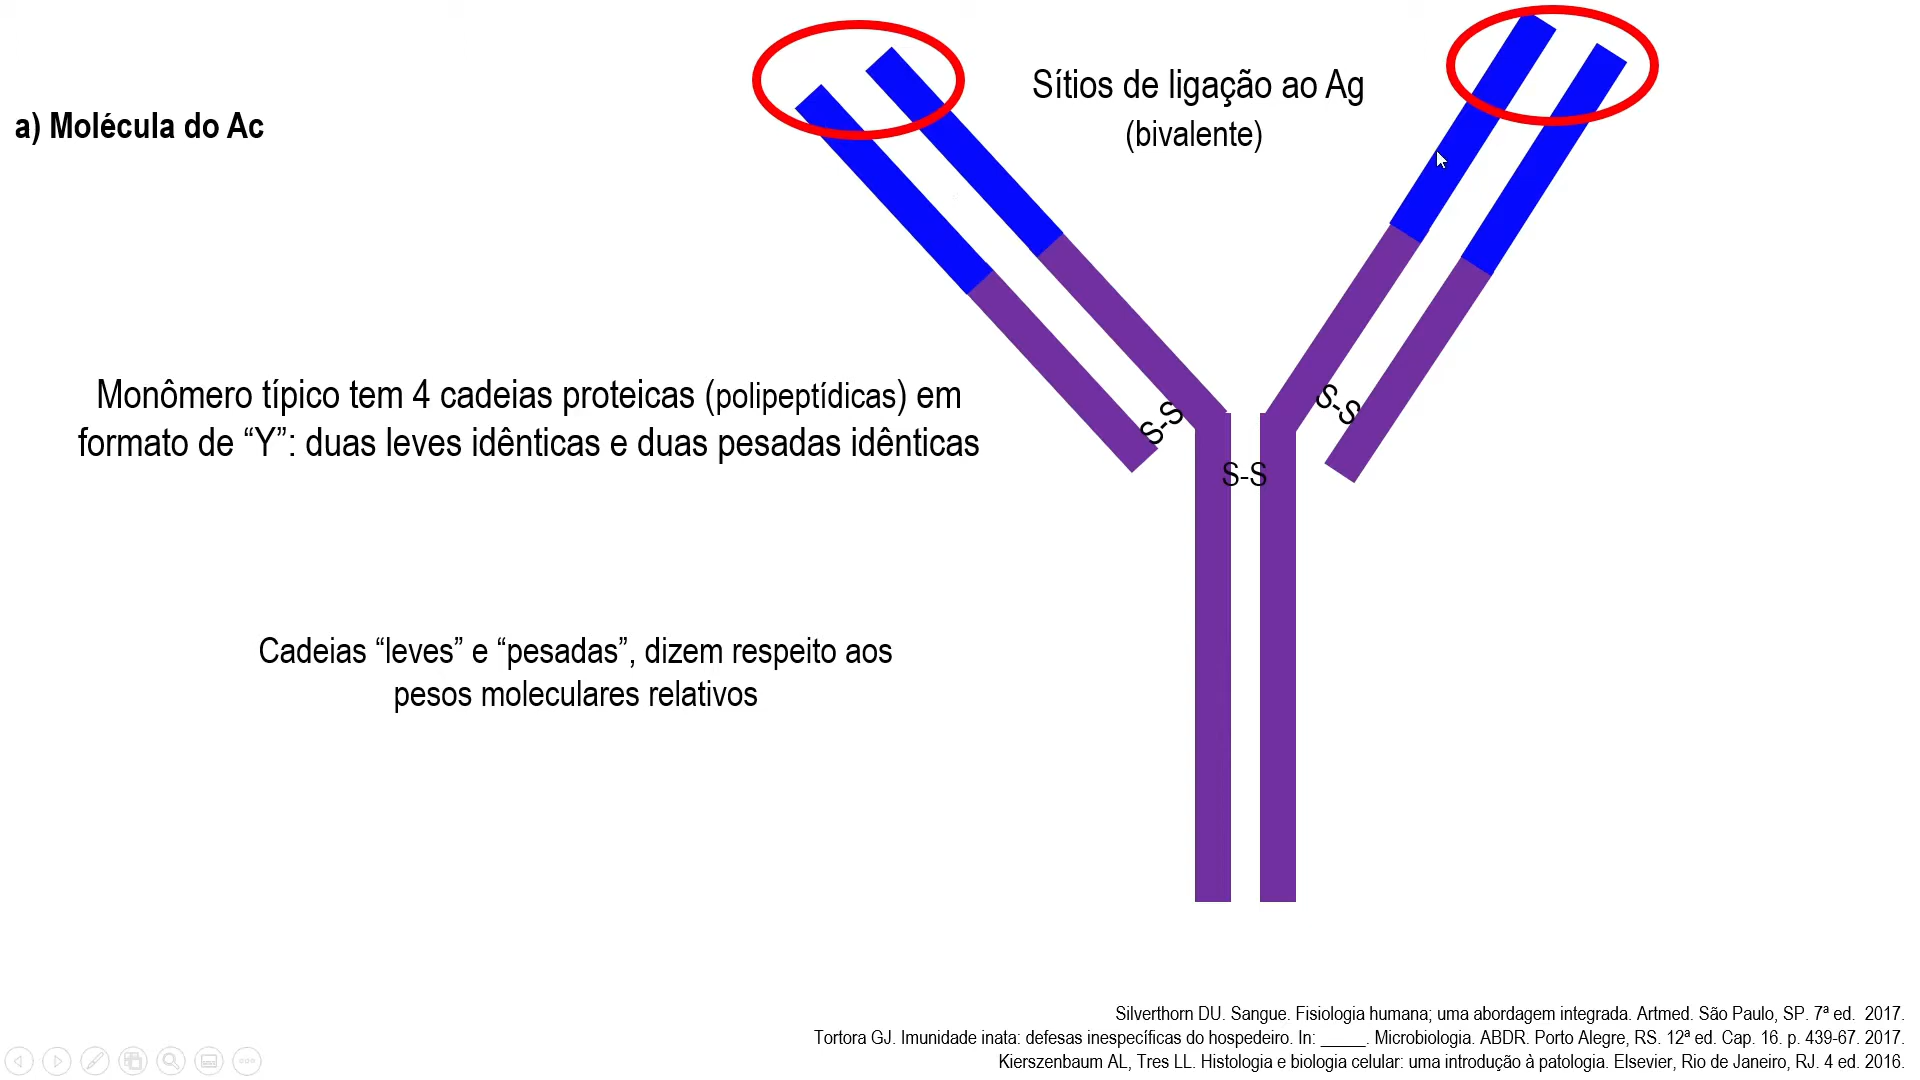 Sítios de ligação ao Ag
(bivalente)
a) Molécula do Ac
Monômero típico tem 4 cadeias proteicas (polipeptídicas) em
formato de “Y”: duas leves idênticas e duas pesadas idênticas
S-S
S-S
S-S
Cadeias “leves” e “pesadas”, dizem respeito aos
pesos moleculares relativos
Silverthorn DU. Sangue. Fisiologia humana; uma abordagem integrada. Artmed. São Paulo, SP. 7ª ed. 2017.
Tortora GJ. Imunidade inata: defesas inespecíficas do hospedeiro. In: _____. Microbiologia. ABDR. Porto Alegre, RS. 12ª ed. Cap. 16. p. 439-67. 2017.
Kierszenbaum AL, Tres LL. Histologia e biologia celular: uma introdução à patologia. Elsevier, Rio de Janeiro, RJ. 4 ed. 2016.